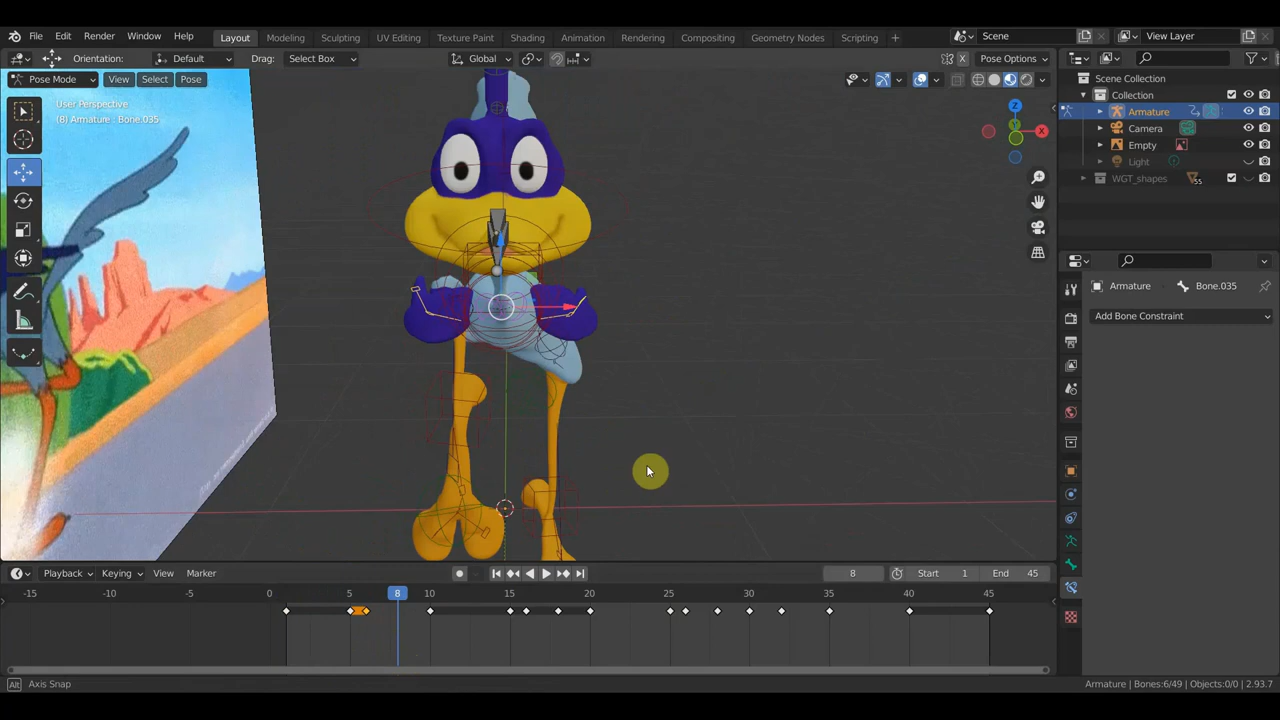 File Edit Render Window Help Layout Modeling Sculpting UV Editing Texture Paint Shading Animation Rendering Compositing Geometry Nodes Scripting + Scene View Layer
Orientation: Default Drag: Select Box Global X Pose Options
Pose Mode View Select Pose
Scene Collection
User Perspective
(8) Armature : Bone.035
Collection
Armature
Camera
Empty
Light
WGT_shapes 55
Z
X
Y
Armature Bone.035
Add Bone Constraint
Playback Keying View Marker 8 Start 1 End 45
-15 -10 -5 0 5 8 10 15 20 25 30 35 40 45
Alt Axis Snap Armature | Bones:6/49 | Objects:0/0 | 2.93.7